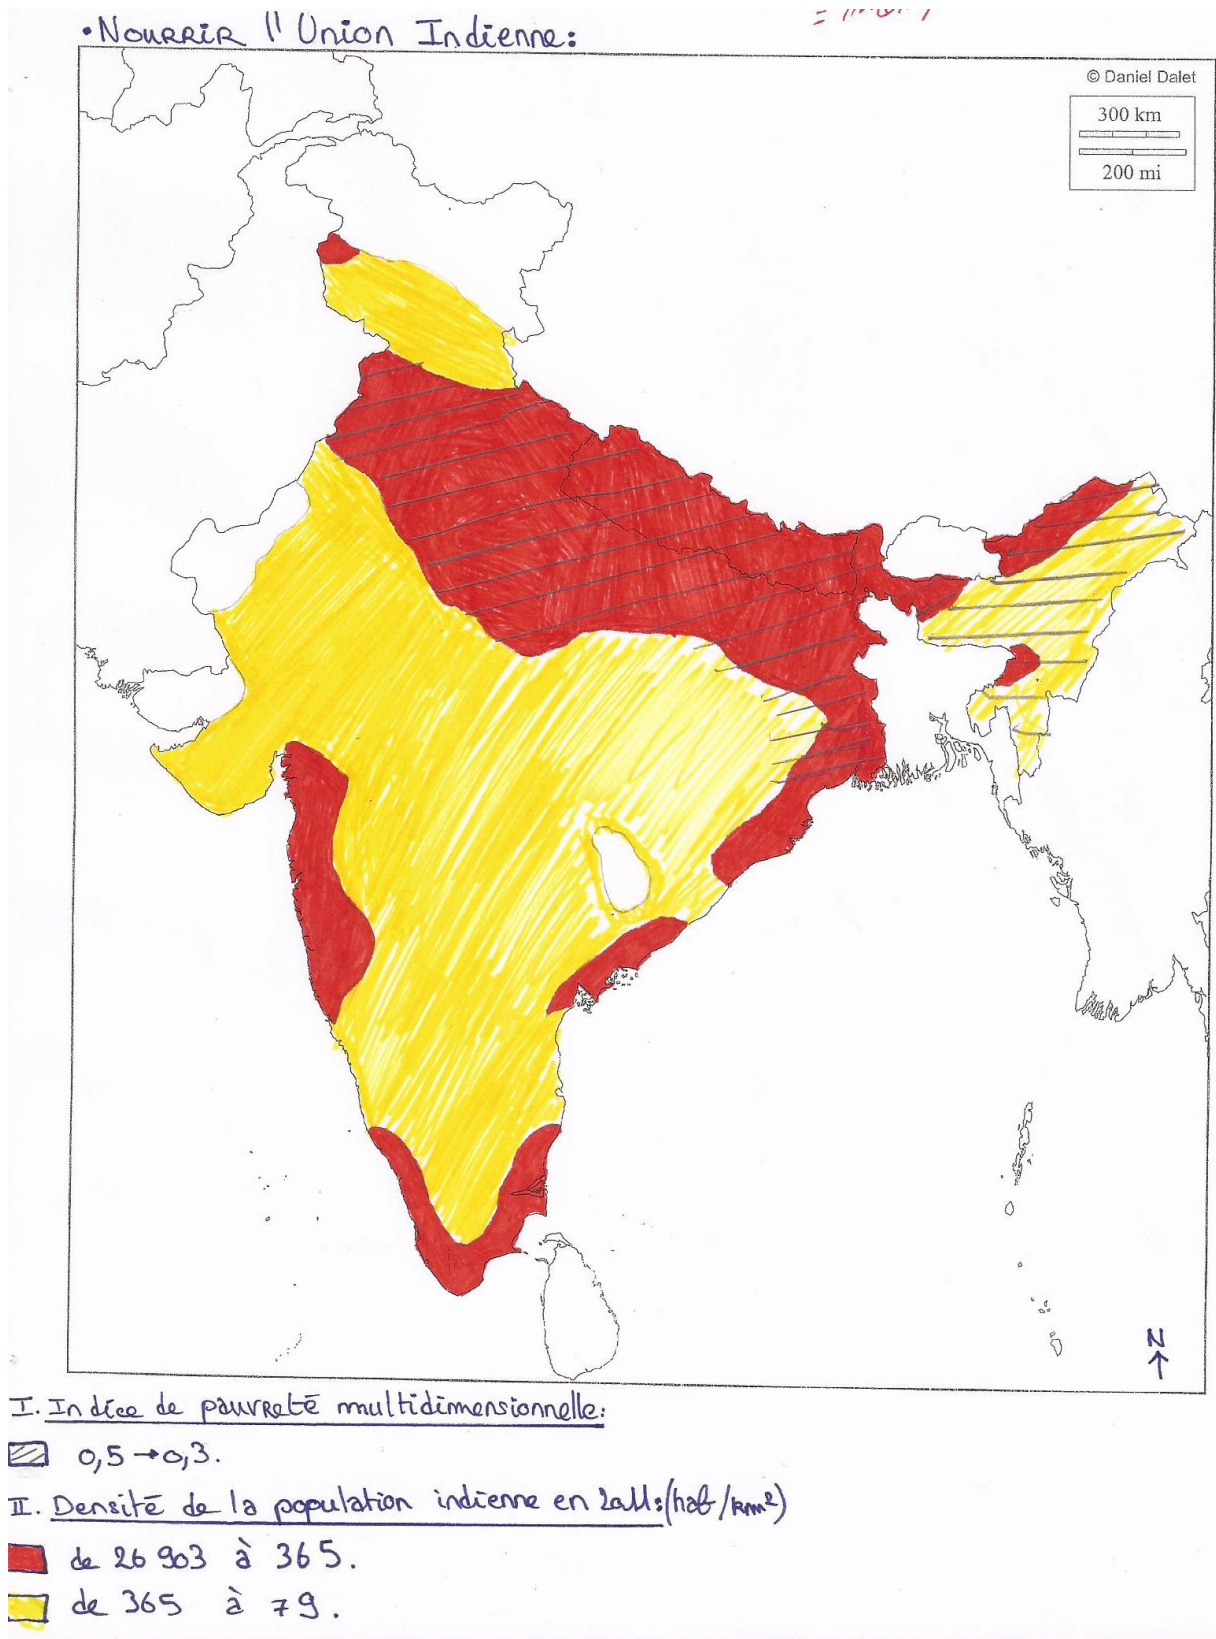 •NOURRIR l'Union Indienne:
© Daniel Dalet
300 km
200 mi
N
I. Indice de pauvreté multidimensionnelle:
0,5→0,3.
II. Densité de la population indienne en 2011:(hab/km²)
de 26 903 à 365.
de 365 à 79.